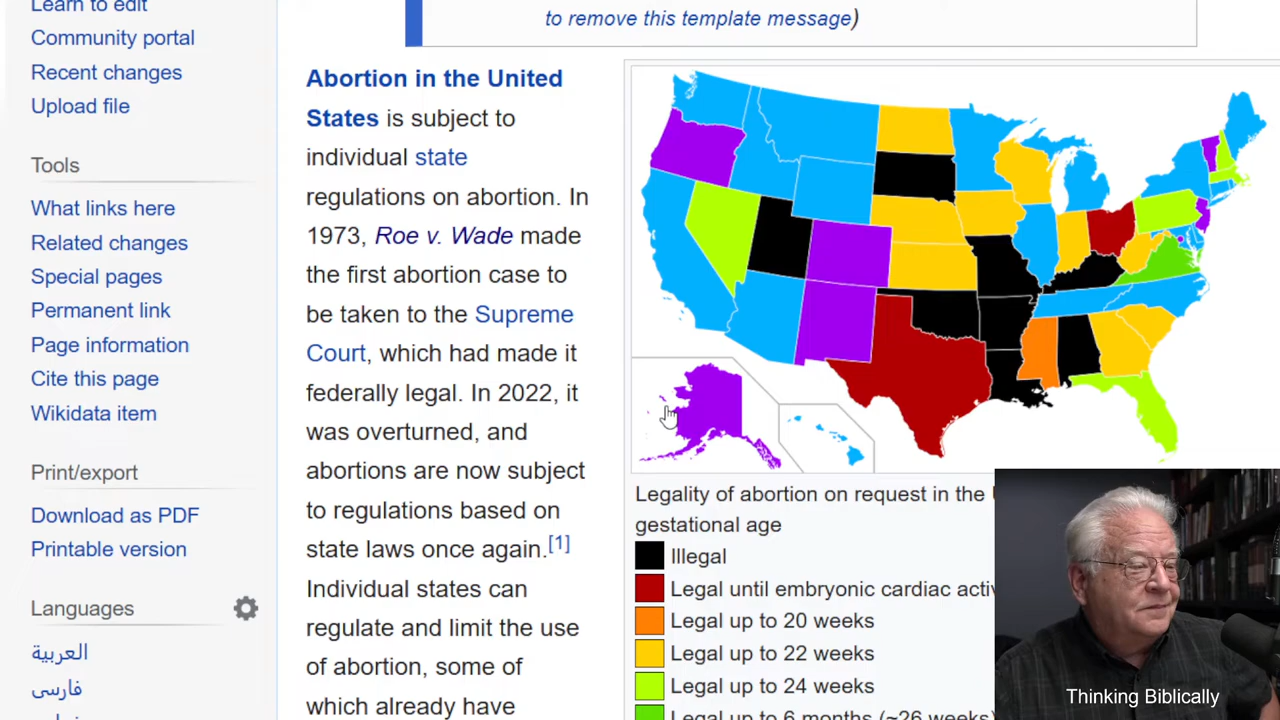 Learn to edit
Community portal
Recent changes
Upload file
Tools
What links here
Related changes
Special pages
Permanent link
Page information
Cite this page
Wikidata item
Print/export
Download as PDF
Printable version
Languages
العربية
فارسی
to remove this template message)
Abortion in the United
States is subject to
individual state
regulations on abortion. In
1973, Roe v. Wade made
the first abortion case to
be taken to the Supreme
Court, which had made it
federally legal. In 2022, it
was overturned, and
abortions are now subject
to regulations based on
state laws once again.[1]
Individual states can
regulate and limit the use
of abortion, some of
which already have
Legality of abortion on request in the
gestational age
Illegal
Legal until embryonic cardiac
Legal up to 20 weeks
Legal up to 22 weeks
Legal up to 24 weeks
Legal up to 6 months (~26 weeks)
Thinking Biblically